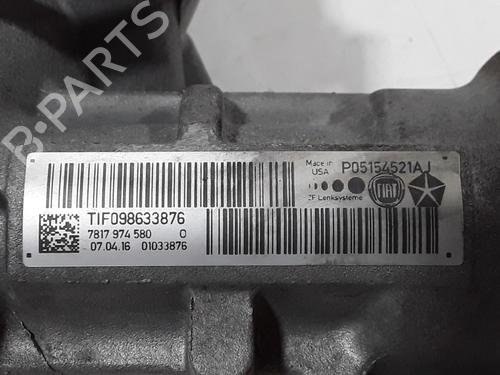 B-PARTS
Made in
USA
P05154521AJ
FIAT
ZF Lenksysteme
TIF098633876
7817 974 580 0
07.04.16 01033876